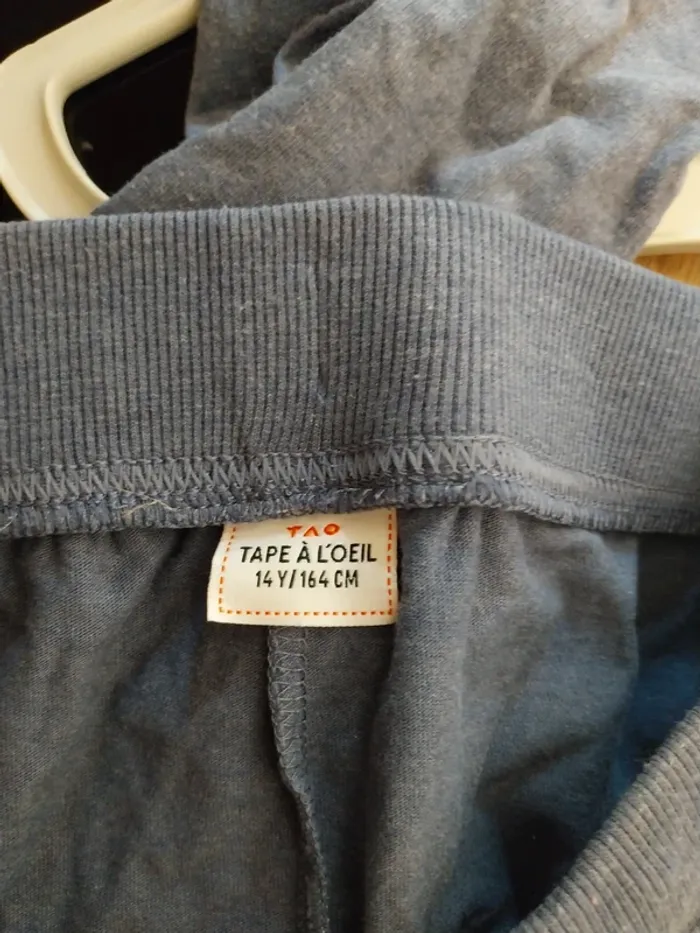 TAO
TAPE À L'OEIL
14 Y/164 CM